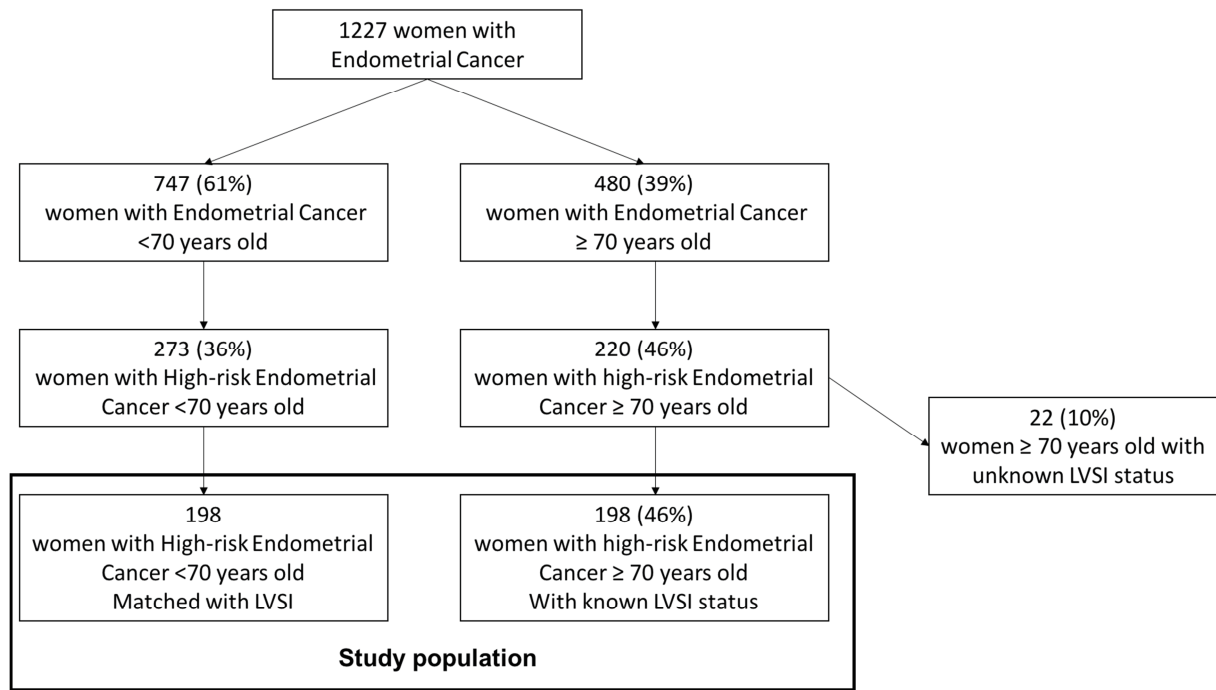 1227 women with
Endometrial Cancer
747 (61%)
women with Endometrial Cancer
<70 years old
480 (39%)
women with Endometrial Cancer
≥ 70 years old
273 (36%)
women with High-risk Endometrial
Cancer <70 years old
220 (46%)
women with high-risk Endometrial
Cancer ≥ 70 years old
22 (10%)
women ≥ 70 years old with
unknown LVSI status
198
women with High-risk Endometrial
Cancer <70 years old
Matched with LVSI
198 (46%)
women with high-risk Endometrial
Cancer ≥ 70 years old
With known LVSI status
Study population